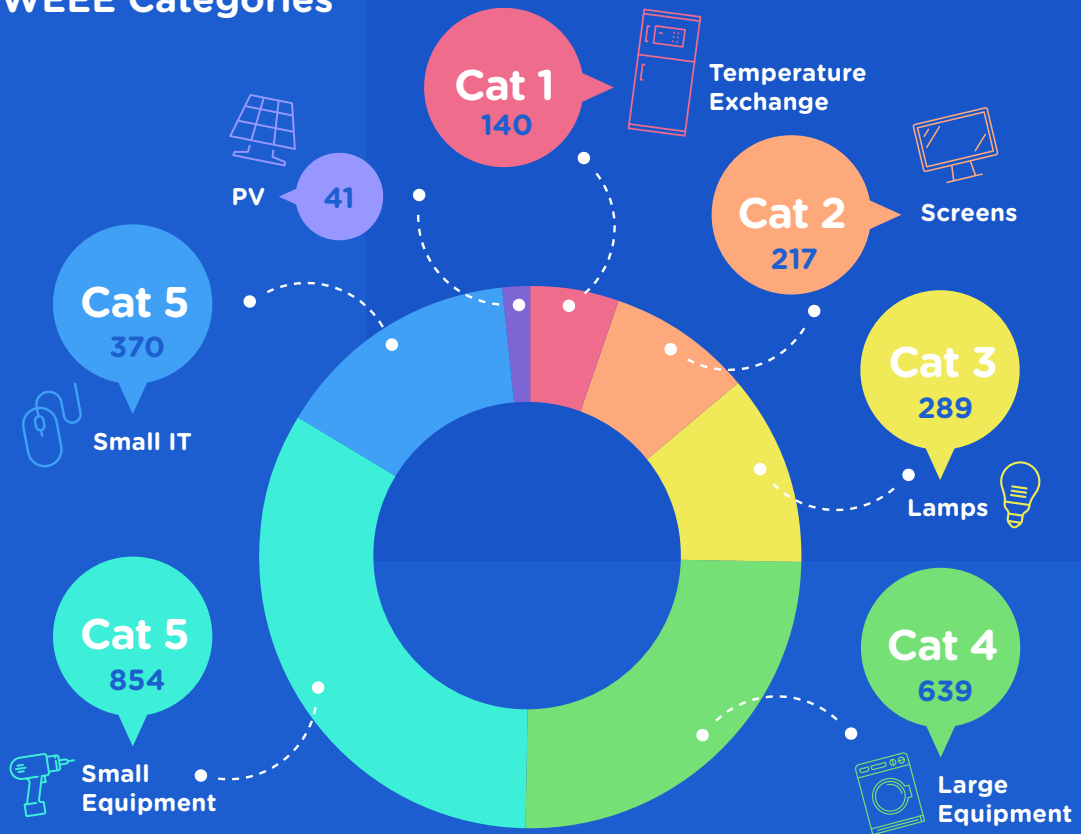 WEEE Categories
Cat 1
140
Temperature
Exchange
Cat 2
217
Screens
PV
41
Cat 5
370
Small IT
Cat 3
289
Lamps
Cat 5
854
Small
Equipment
Cat 4
639
Large
Equipment